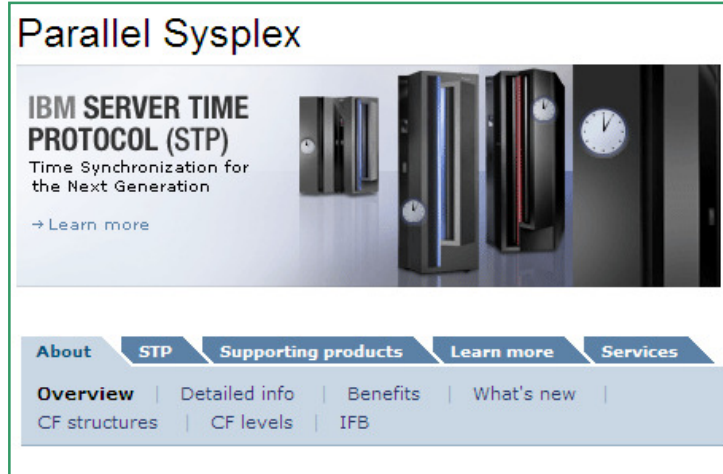 Parallel Sysplex
IBM SERVER TIME
PROTOCOL (STP)
Time Synchronization for
the Next Generation
→ Learn more
About STP Supporting products Learn more Services
Overview | Detailed info | Benefits | What's new |
CF structures | CF levels | IFB